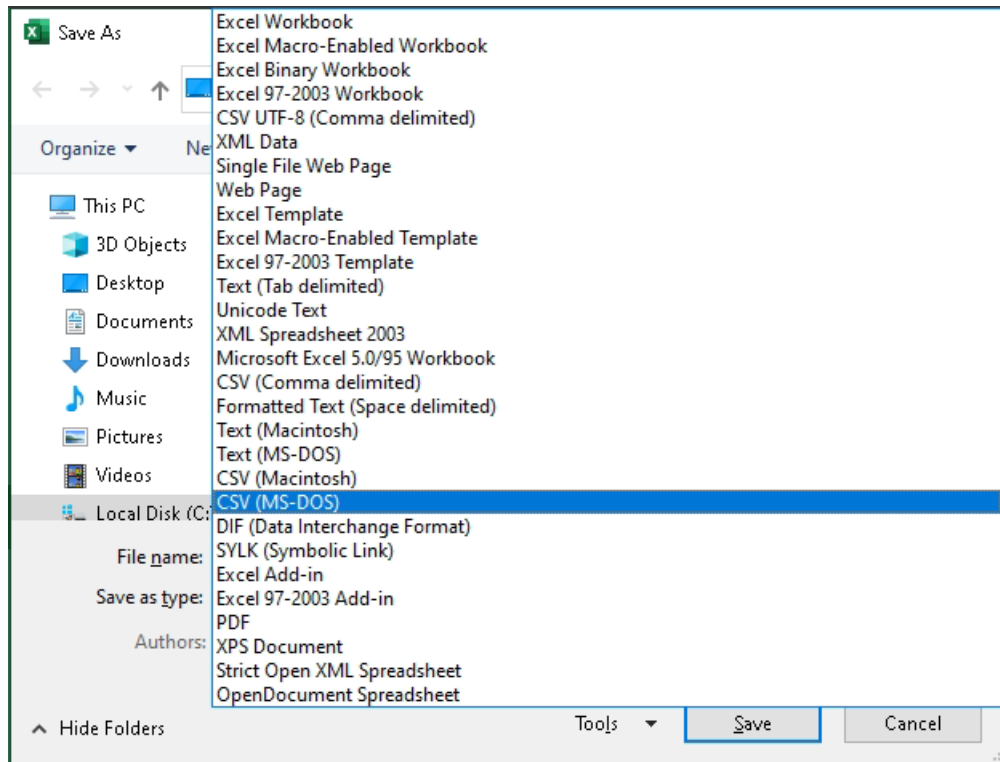 Save As
Organize
Ne
This PC
3D Objects
Desktop
Documents
Downloads
Music
Pictures
Videos
Local Disk (C:
File name:
Save as type:
Authors:
Excel Workbook
Excel Macro-Enabled Workbook
Excel Binary Workbook
Excel 97-2003 Workbook
CSV UTF-8 (Comma delimited)
XML Data
Single File Web Page
Web Page
Excel Template
Excel Macro-Enabled Template
Excel 97-2003 Template
Text (Tab delimited)
Unicode Text
XML Spreadsheet 2003
Microsoft Excel 5.0/95 Workbook
CSV (Comma delimited)
Formatted Text (Space delimited)
Text (Macintosh)
Text (MS-DOS)
CSV (Macintosh)
CSV (MS-DOS)
DIF (Data Interchange Format)
SYLK (Symbolic Link)
Excel Add-in
Excel 97-2003 Add-in
PDF
XPS Document
Strict Open XML Spreadsheet
OpenDocument Spreadsheet
Hide Folders
Tools
Save
Cancel